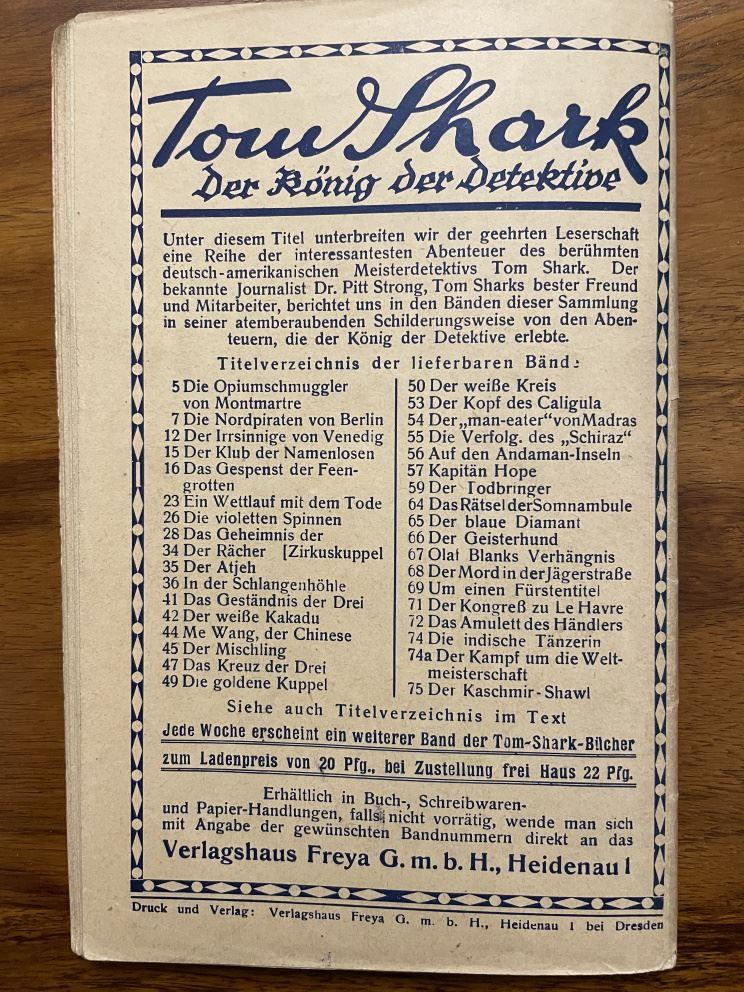 Tom Shark
der König der Detektive
Unter diesem Titel unterbreiten wir der geehrten Leserschaft
eine Reihe der interessantesten Abenteuer des berühmten
deutsch-amerikanischen Meisterdetektivs Tom Shark. Der
bekannte Journalist Dr. Pitt Strong, Tom Sharks bester Freund
und Mitarbeiter, berichtet uns in den Bänden dieser Sammlung
in seiner atemberaubenden Schilderungsweise von den Aben-
teuern, die der König der Detektive erlebte.
Titelverzeichnis der lieferbaren Bände:
5 Die Opiumschmuggler
von Montmartre
7 Die Nordpiraten von Berlin
12 Der Irrsinnige von Venedig
15 Der Klub der Namenlosen
16 Das Gespenst der Feen-
grotten
23 Ein Wettlauf mit dem Tode
26 Die violetten Spinnen
28 Das Geheimnis der
34 Der Rächer [Zirkuskuppel
35 Der Atjeh
36 In der Schlangenhöhle
41 Das Geständnis der Drei
42 Der weiße Kakadu
44 Me Wang, der Chinese
45 Der Mischling
47 Das Kreuz der Drei
49 Die goldene Kuppel
50 Der weiße Kreis
53 Der Kopf des Caligula
54 Der „man-eater“ von Madras
55 Die Verfolg. des „Schiraz“
56 Auf den Andaman-Inseln
57 Kapitän Hope
59 Der Todbringer
64 Das Rätsel der Somnambule
65 Der blaue Diamant
66 Der Geisterhund
67 Olaf Blanks Verhängnis
68 Der Mord in der Jägerstraße
69 Um einen Fürstentitel
71 Der Kongreß zu Le Havre
72 Das Amulett des Händlers
74 Die indische Tänzerin
74a Der Kampf um die Welt-
meisterschaft
75 Der Kaschmir-Shawl
Siehe auch Titelverzeichnis im Text
Jede Woche erscheint ein weiterer Band der Tom-Shark-Bücher
zum Ladenpreis von 20 Pfg., bei Zustellung frei Haus 22 Pfg.
Erhältlich in Buch-, Schreibwaren-
und Papier-Handlungen, falls nicht vorrätig, wende man sich
mit Angabe der gewünschten Bandnummern direkt an das
Verlagshaus Freya G. m. b. H., Heidenau 1
Druck und Verlag: Verlagshaus Freya G. m. b. H., Heidenau 1 bei Dresden